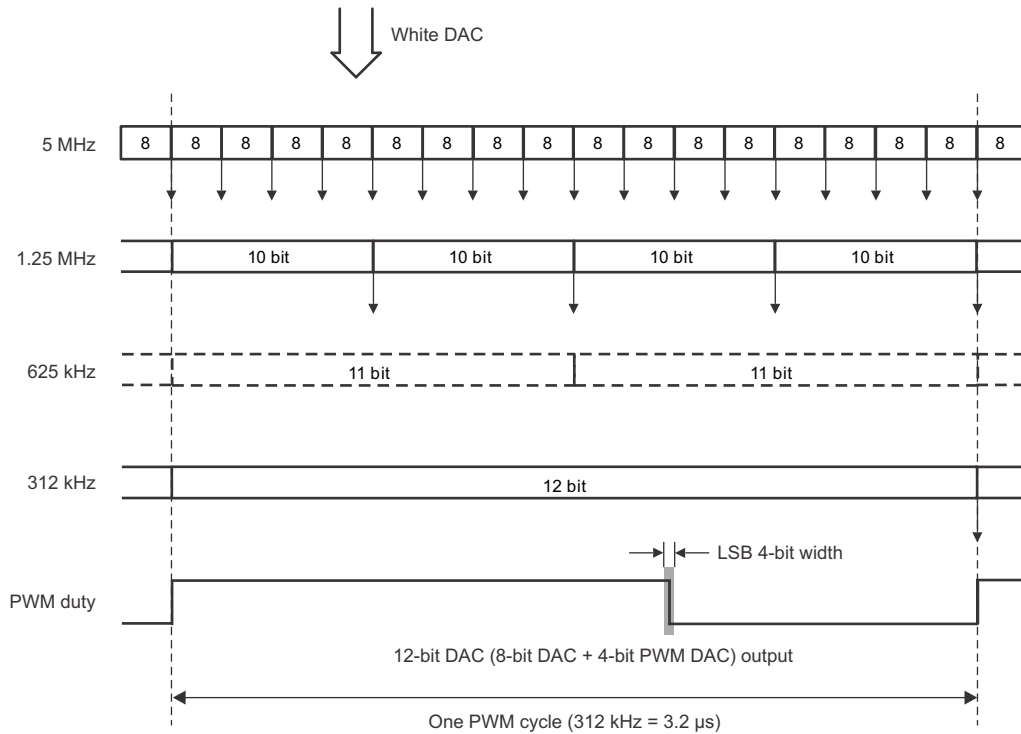 White DAC
5 MHz 8 8 8 8 8 8 8 8 8 8 8 8 8 8 8 8 8 8
1.25 MHz 10 bit 10 bit 10 bit 10 bit
625 kHz 11 bit 11 bit
312 kHz 12 bit
LSB 4-bit width
PWM duty
12-bit DAC (8-bit DAC + 4-bit PWM DAC) output
One PWM cycle (312 kHz = 3.2 µs)